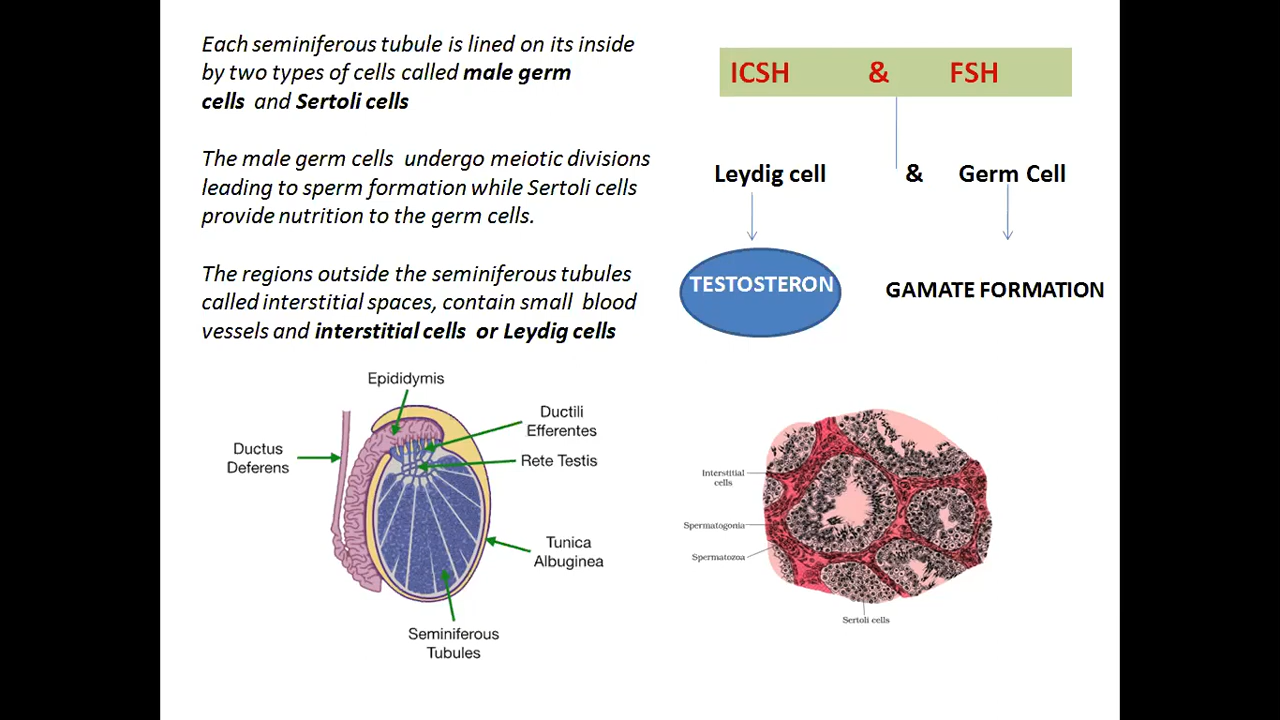 Each seminiferous tubule is lined on its inside
by two types of cells called male germ
cells and Sertoli cells
The male germ cells undergo meiotic divisions
leading to sperm formation while Sertoli cells
provide nutrition to the germ cells.
The regions outside the seminiferous tubules
called interstitial spaces, contain small blood
vessels and interstitial cells or Leydig cells
ICSH & FSH
Leydig cell & Germ Cell
TESTOSTERON
GAMATE FORMATION
Epididymis
Ductili
Efferentes
Ductus
Deferens
Rete Testis
Tunica
Albuginea
Seminiferous
Tubules
Interstitial
cells
Spermatogonia
Spermatozoa
Sertoli cells